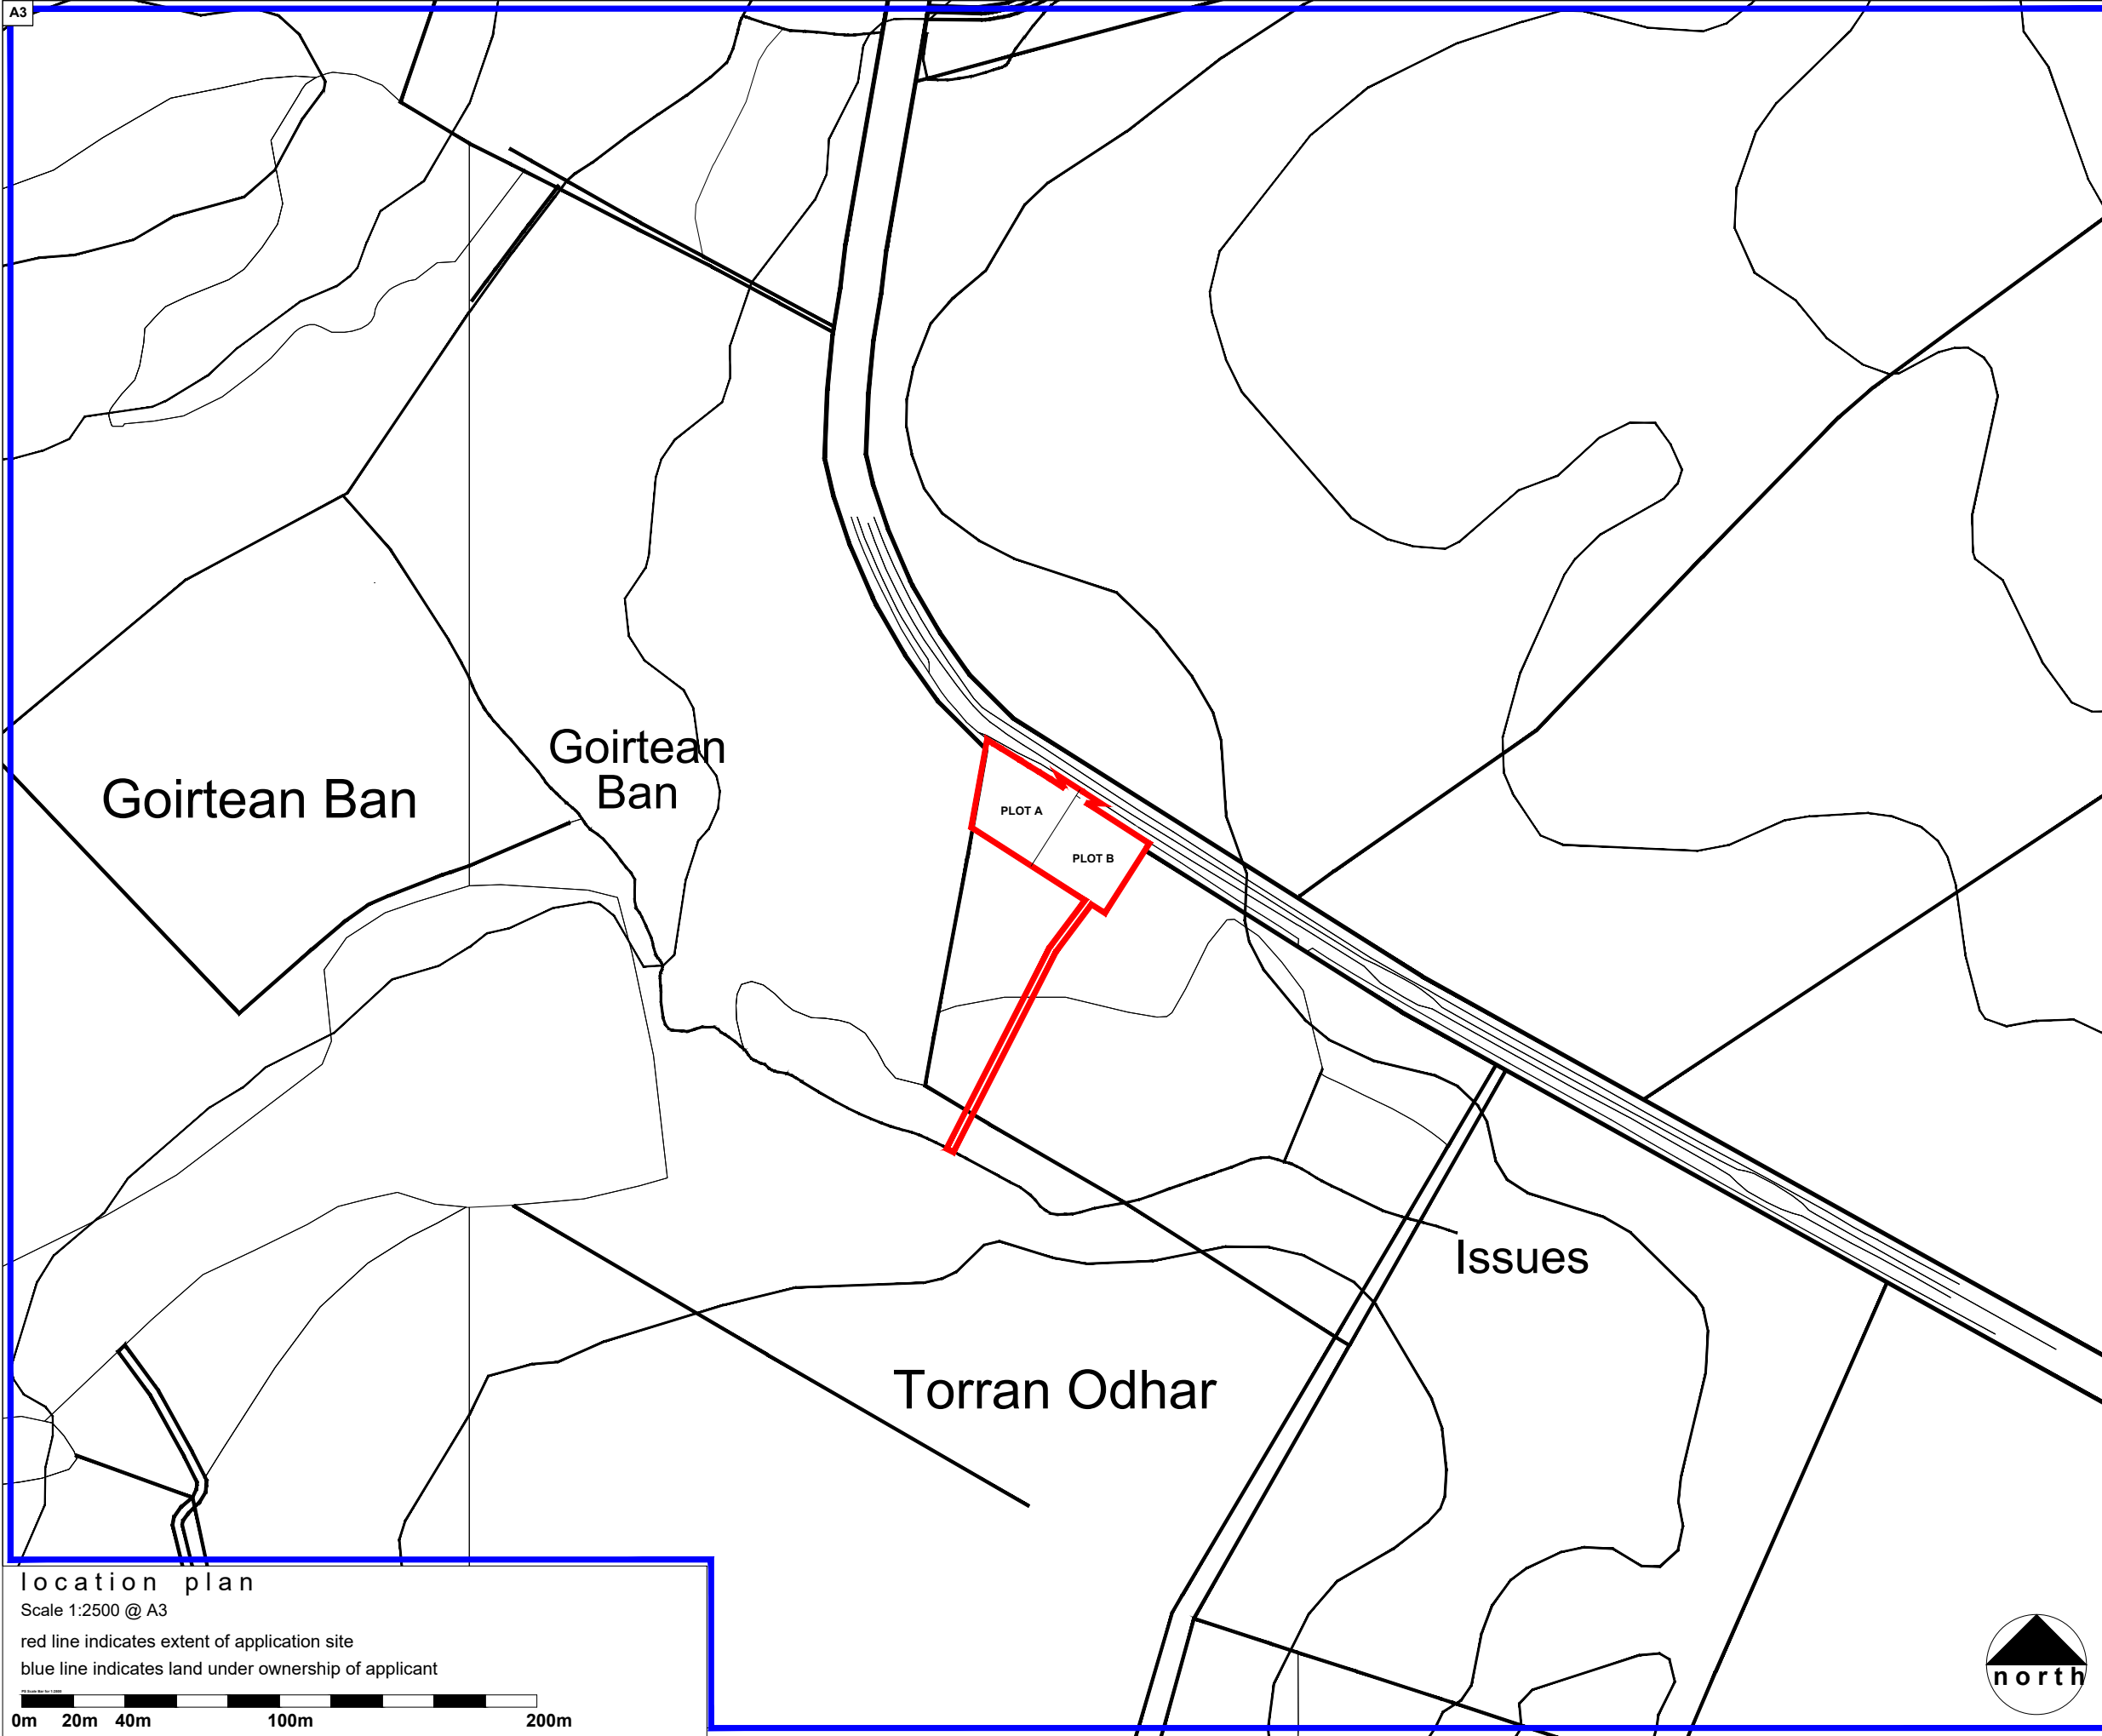 A3
Goirtean
Ban
Goirtean Ban
PLOT A
PLOT B
Issues
Torran Odhar
location plan
Scale 1:2500 @ A3
red line indicates extent of application site
blue line indicates land under ownership of applicant
0m 20m 40m 100m 200m
north